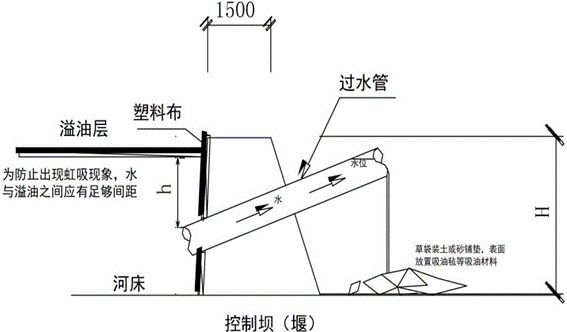 1500
过水管
塑料布
溢油层
为防止出现虹吸现象，水
与溢油之间应有足够间距
h
水位
水
H
草袋装土或砂铺垫，表面
放置吸油毡等吸油材料
河床
控制坝（堰）